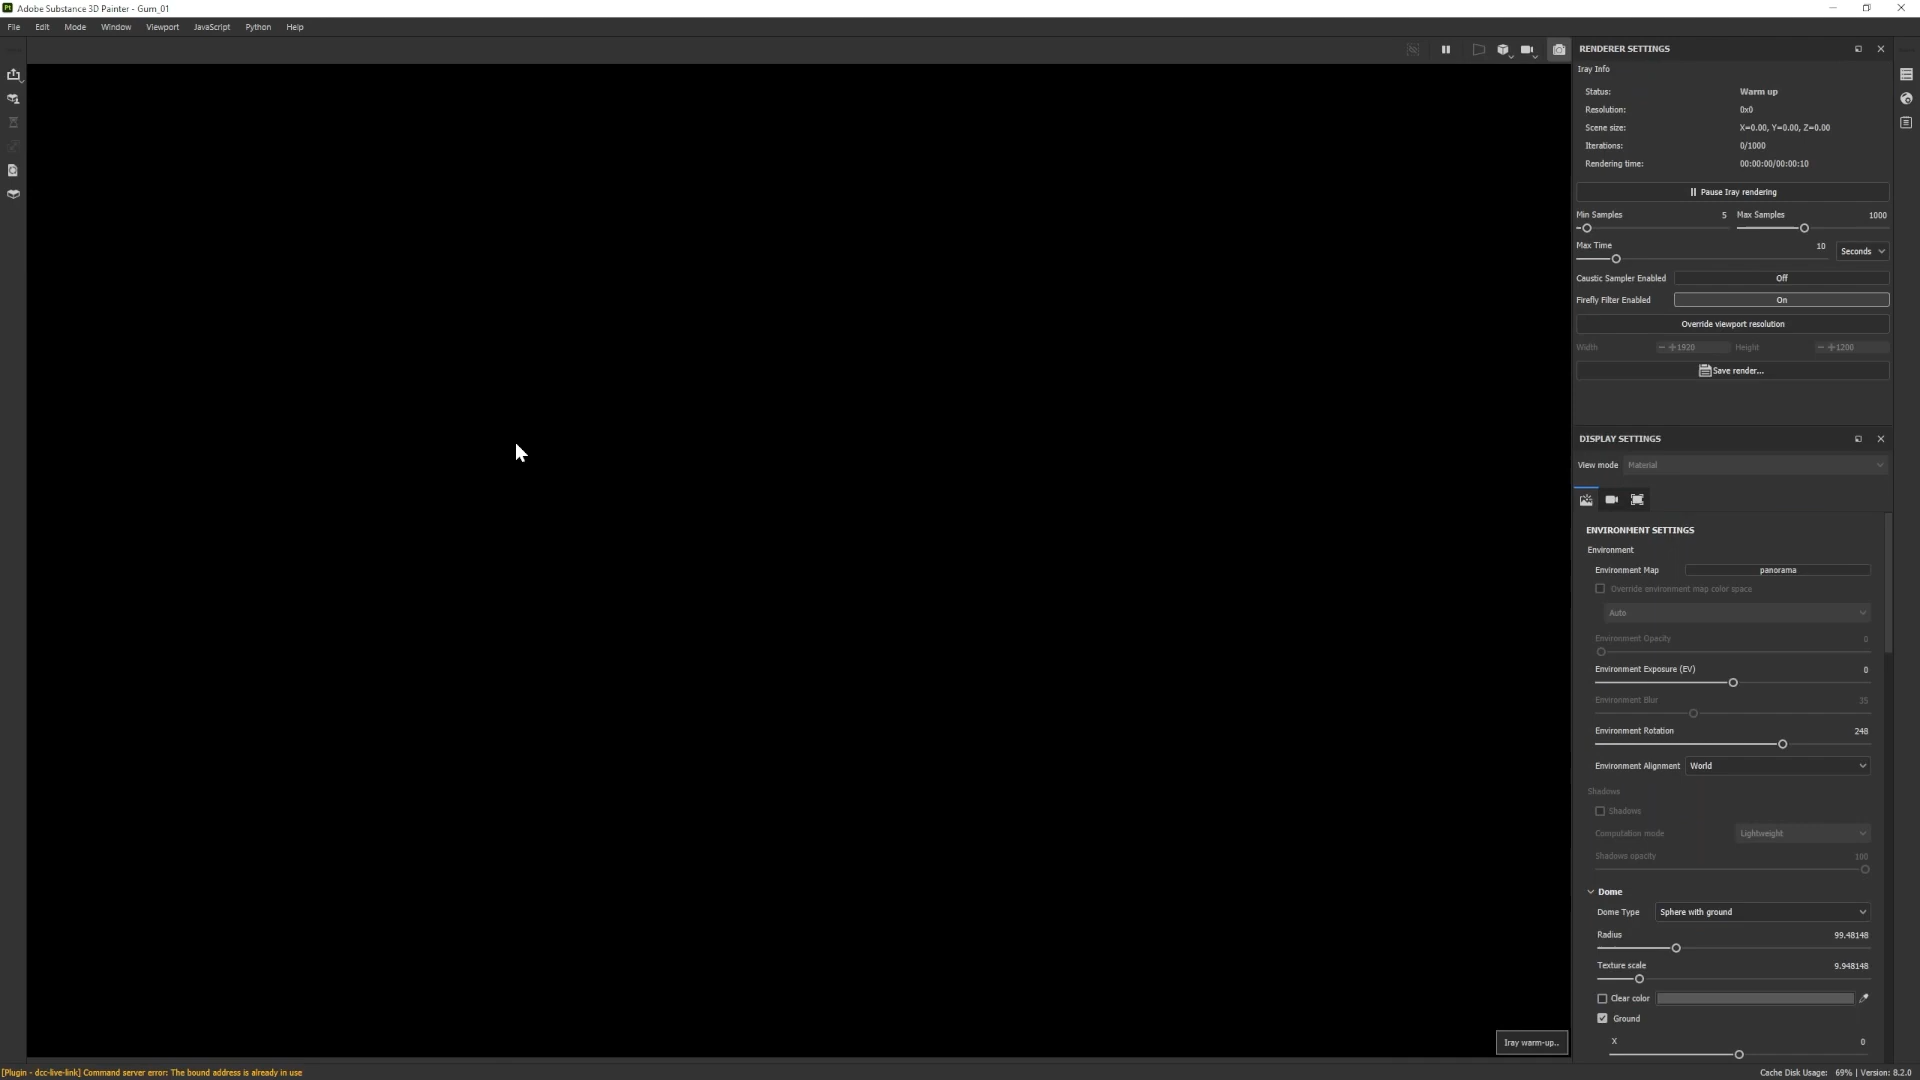 Adobe Substance 3D Painter - Gum_01
File Edit Mode Window Viewport JavaScript Python Help
RENDERER SETTINGS
Iray Info
Status: Warm up
Resolution: 0x0
Scene size: X=0.00, Y=0.00, Z=0.00
Iterations: 0/1000
Rendering time: 00:00:00/00:00:10
Pause Iray rendering
Min Samples 5 Max Samples 1000
Max Time 10 Seconds
Caustic Sampler Enabled Off
Firefly Filter Enabled On
Override viewport resolution
Width 1920 Height 1200
Save render...
DISPLAY SETTINGS
View mode Material
ENVIRONMENT SETTINGS
Environment
Environment Map panorama
Override environment map color space
Auto
Environment Opacity 0
Environment Exposure (EV) 0
Environment Blur 35
Environment Rotation 248
Environment Alignment World
Shadows
Shadows
Computation mode Lightweight
Shadows opacity 100
Dome
Dome Type Sphere with ground
Radius 99.48148
Texture scale 9.948148
Clear color
Ground
X 0
Iray warm-up..
[Plugin - dcc-live-link] Command server error: The bound address is already in use
Cache Disk Usage: 69% | Version: 8.2.0